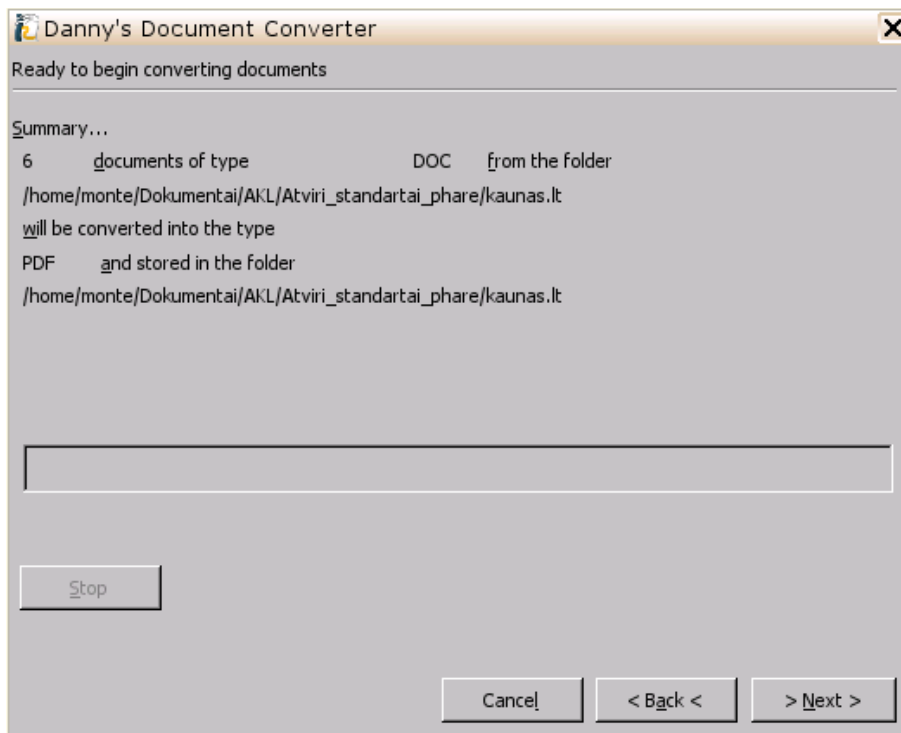 Danny's Document Converter
Ready to begin converting documents
Summary...
6 documents of type DOC from the folder
/home/monte/Dokumentai/AKL/Atviri_standartai_phare/kaunas.lt
will be converted into the type
PDF and stored in the folder
/home/monte/Dokumentai/AKL/Atviri_standartai_phare/kaunas.lt
Stop
Cancel < Back < > Next >